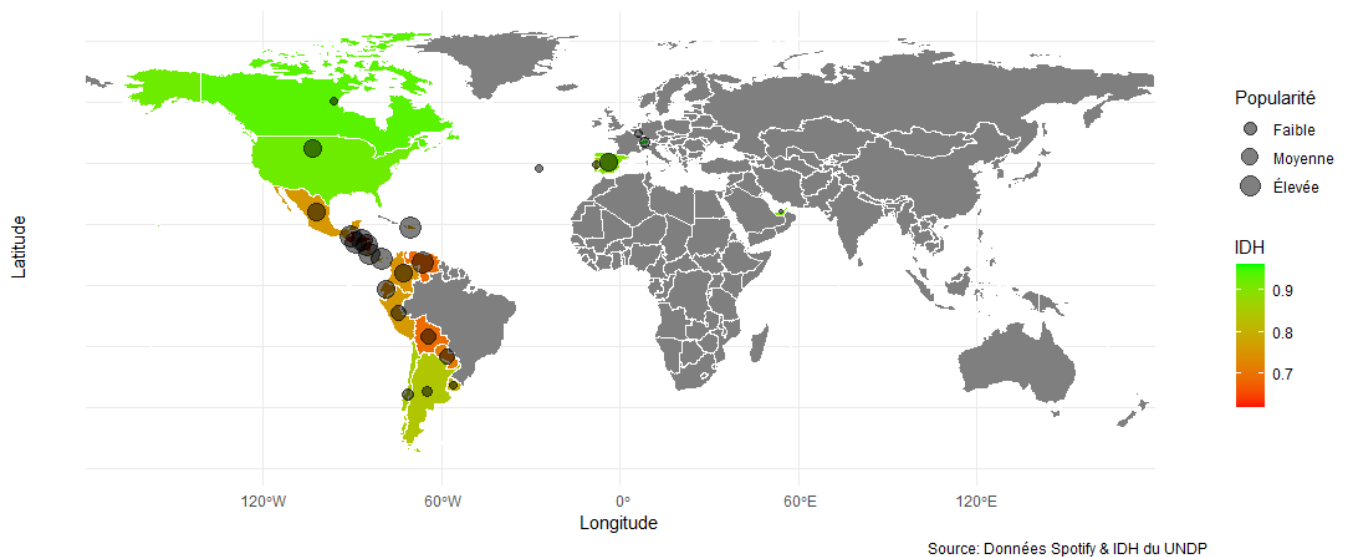 Popularité
Faible
Moyenne
Élevée
IDH
0.9
0.8
0.7
Latitude
120°W
60°W
0°
60°E
120°E
Longitude
Source: Données Spotify & IDH du UNDP